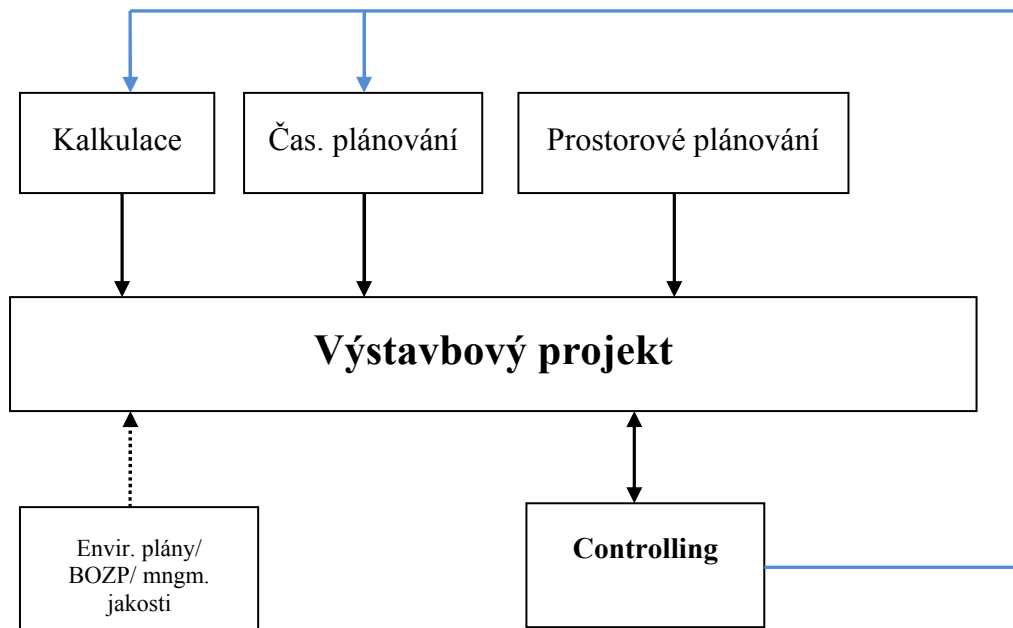 Kalkulace
Čas. plánování
Prostorové plánování
Výstavbový projekt
Envir. plány/
BOZP/ mngm.
jakosti
Controlling